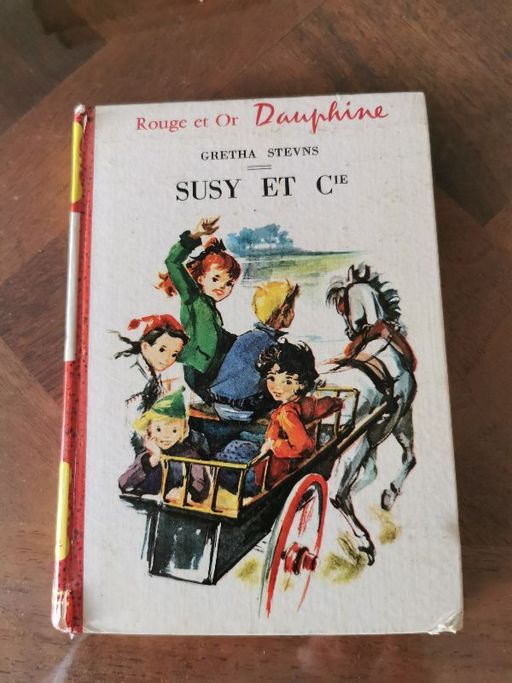 Rouge et Or Dauphine
GRETHA STEVNS
SUSY ET CIE